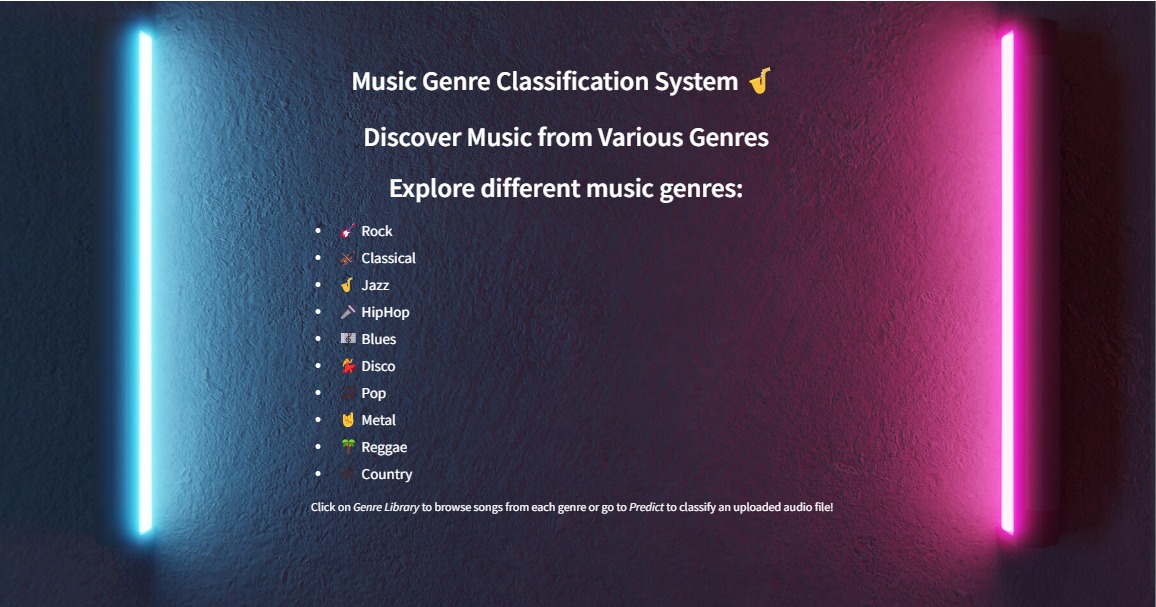 Music Genre Classification System 🎷
Discover Music from Various Genres
Explore different music genres:
• 🎸 Rock
• 🎻 Classical
• 🎷 Jazz
• 🎤 HipHop
• 🎼 Blues
• 💃 Disco
• Pop
• 🤘 Metal
• 🌴 Reggae
• Country
Click on Genre Library to browse songs from each genre or go to Predict to classify an uploaded audio file!